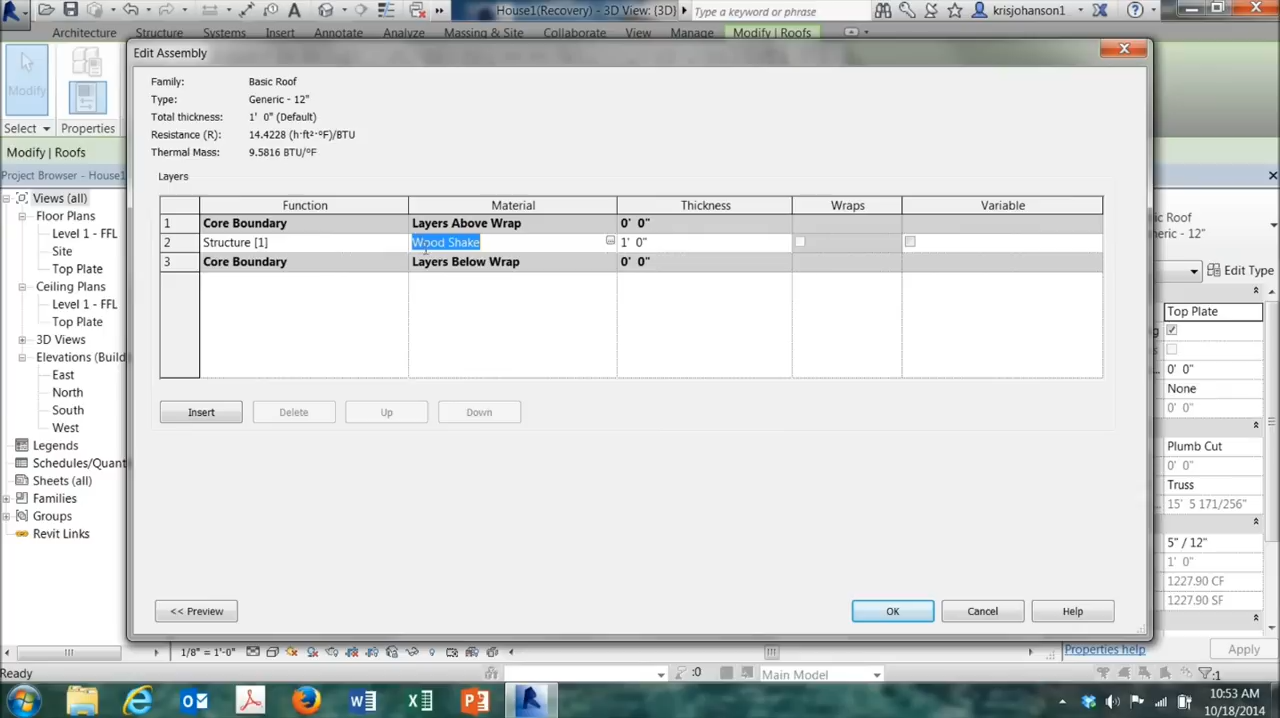 House1(Recovery) - 3D View: {3D}
Type a keyword or phrase
krisjohanson1
Architecture Structure Systems Insert Annotate Analyze Massing & Site Collaborate View Manage Modify | Roofs
Edit Assembly
Modify
Select
Properties
Modify | Roofs
Project Browser - House1
Views (all)
Floor Plans
Level 1 - FFL
Site
Top Plate
Ceiling Plans
Level 1 - FFL
Top Plate
3D Views
Elevations (Build
East
North
South
West
Legends
Schedules/Quant
Sheets (all)
Families
Groups
Revit Links
Family: Basic Roof
Type: Generic - 12"
Total thickness: 1' 0" (Default)
Resistance (R): 14.4228 (h·ft²·°F)/BTU
Thermal Mass: 9.5816 BTU/°F
Layers
Function Material Thickness Wraps Variable
1 Core Boundary Layers Above Wrap 0' 0"
2 Structure [1] Wood Shake 1' 0"
3 Core Boundary Layers Below Wrap 0' 0"
Insert Delete Up Down
<< Preview OK Cancel Help
Roof
eric - 12"
Edit Type
Top Plate
0' 0"
None
0' 0"
Plumb Cut
0' 0"
Truss
15' 5 171/256"
5" / 12"
1' 0"
1227.90 CF
1227.90 SF
Properties help
Apply
1/8" = 1'-0"
Ready
:0
Main Model
:1
10:53 AM
10/18/2014